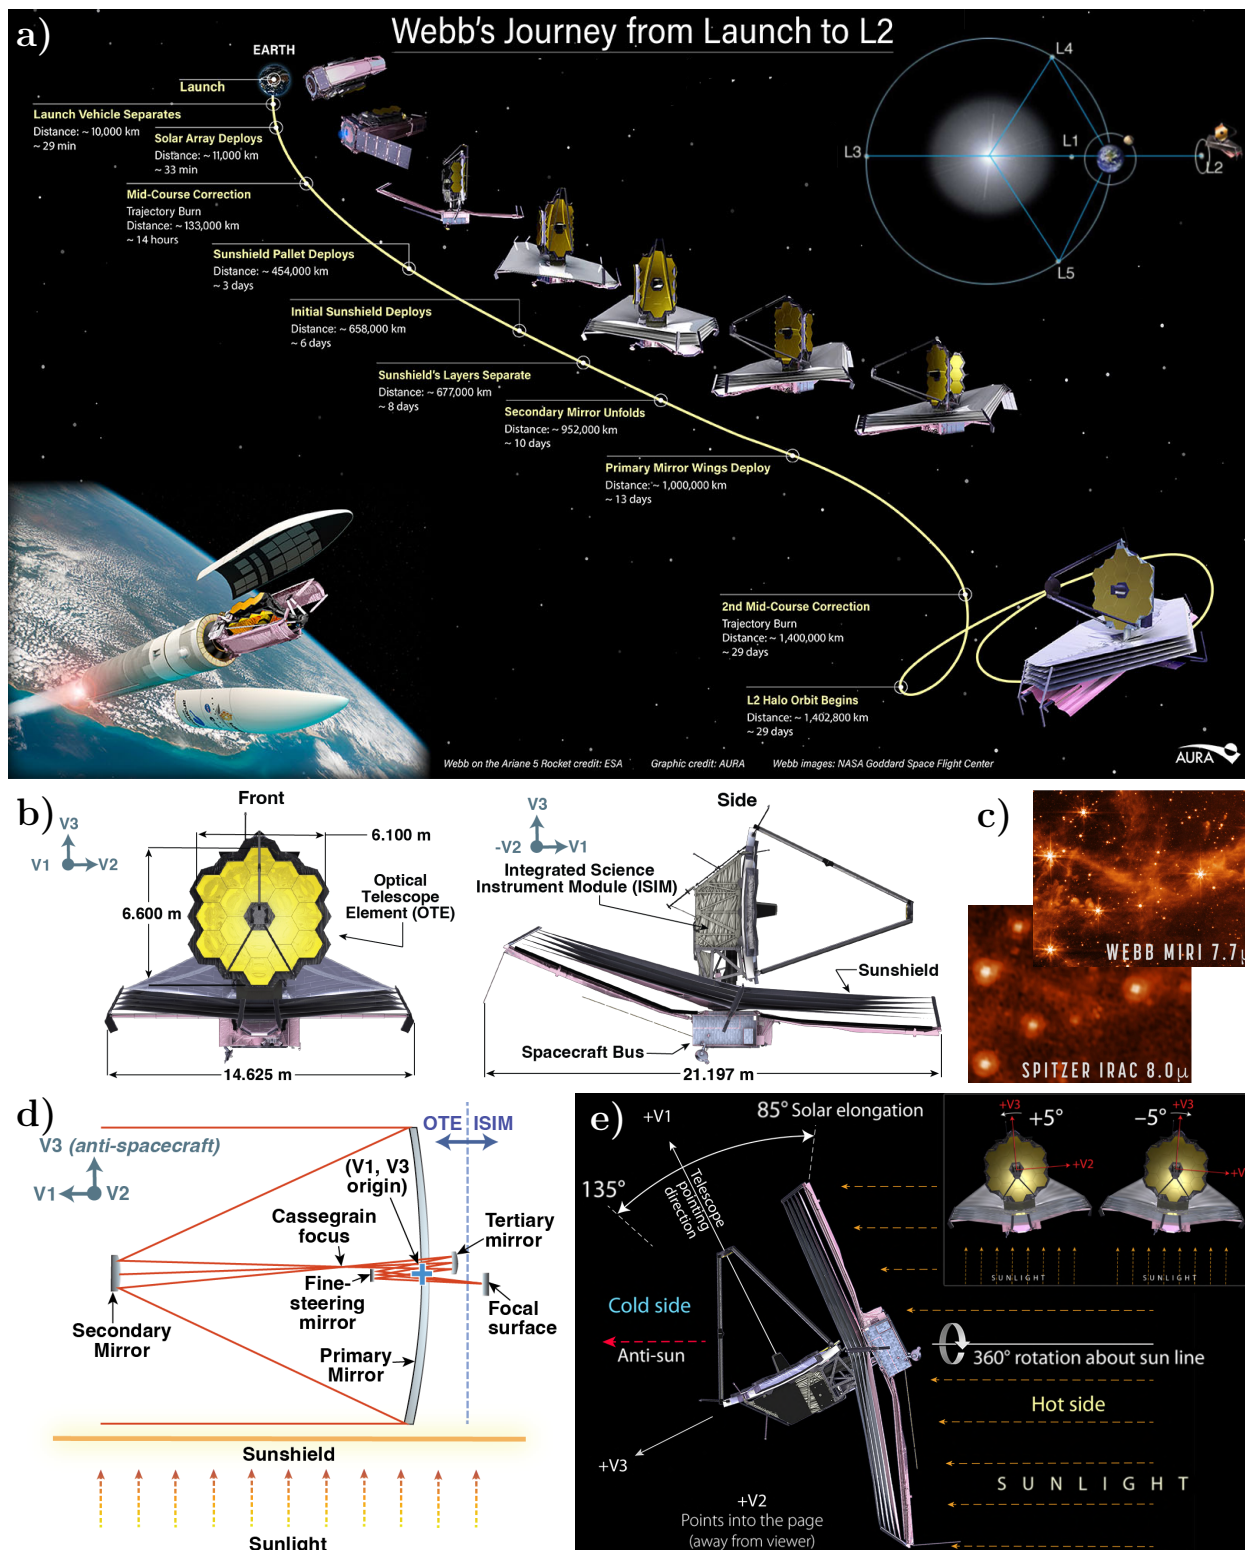 a)
Webb's Journey from Launch to L2
EARTH
Launch
Launch Vehicle Separates
Distance: ~ 10,000 km
~ 29 min
Solar Array Deploys
Distance: ~ 11,000 km
~ 33 min
Mid-Course Correction
Trajectory Burn
Distance: ~ 133,000 km
~ 14 hours
Sunshield Pallet Deploys
Distance: ~ 454,000 km
~ 3 days
Initial Sunshield Deploys
Distance: ~ 658,000 km
~ 6 days
Sunshield's Layers Separate
Distance: ~ 677,000 km
~ 8 days
Secondary Mirror Unfolds
Distance: ~ 952,000 km
~ 10 days
Primary Mirror Wings Deploy
Distance: ~ 1,000,000 km
~ 13 days
2nd Mid-Course Correction
Trajectory Burn
Distance: ~ 1,400,000 km
~ 29 days
L2 Halo Orbit Begins
Distance: ~ 1,402,800 km
~ 29 days
L4
L3
L1
L2
L5
Webb on the Ariane 5 Rocket credit: ESA Graphic credit: AURA Webb images: NASA Goddard Space Flight Center
AURA
b)
Front
V3
V1
V2
6.100 m
6.600 m
Optical
Telescope
Element (OTE)
14.625 m
Side
V3
-V2
V1
Integrated Science
Instrument Module (ISIM)
Sunshield
Spacecraft Bus
21.197 m
c)
WEBB MIRI 7.7μ
SPITZER IRAC 8.0μ
d)
V3 (anti-spacecraft)
V1
V2
OTE
ISIM
(V1, V3
origin)
Cassegrain
focus
Tertiary
mirror
Fine-
steering
mirror
Focal
surface
Secondary
Mirror
Primary
Mirror
Sunshield
Sunlight
e)
+V1
85° Solar elongation
135°
Telescope
pointing
direction
+V3
+5°
+V2
SUNLIGHT
+V3
-5°
SUNLIGHT
Cold side
Anti-sun
360° rotation about sun line
Hot side
SUNLIGHT
+V3
+V2
Points into the page
(away from viewer)